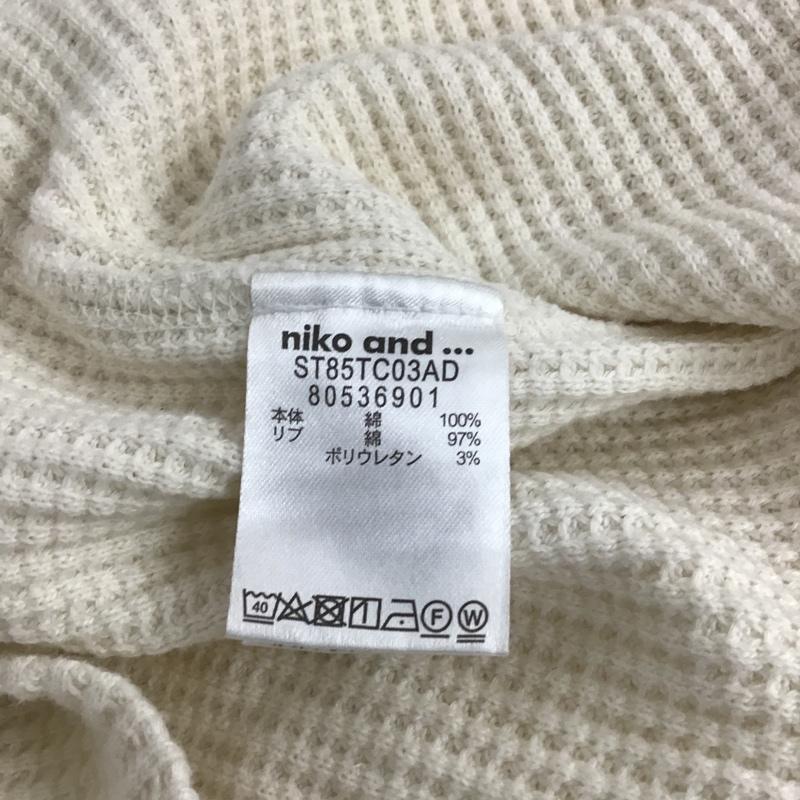 niko and ...
ST85TC03AD
80536901
本体 綿 100%
リブ 綿 97%
ポリウレタン 3%
40 F W